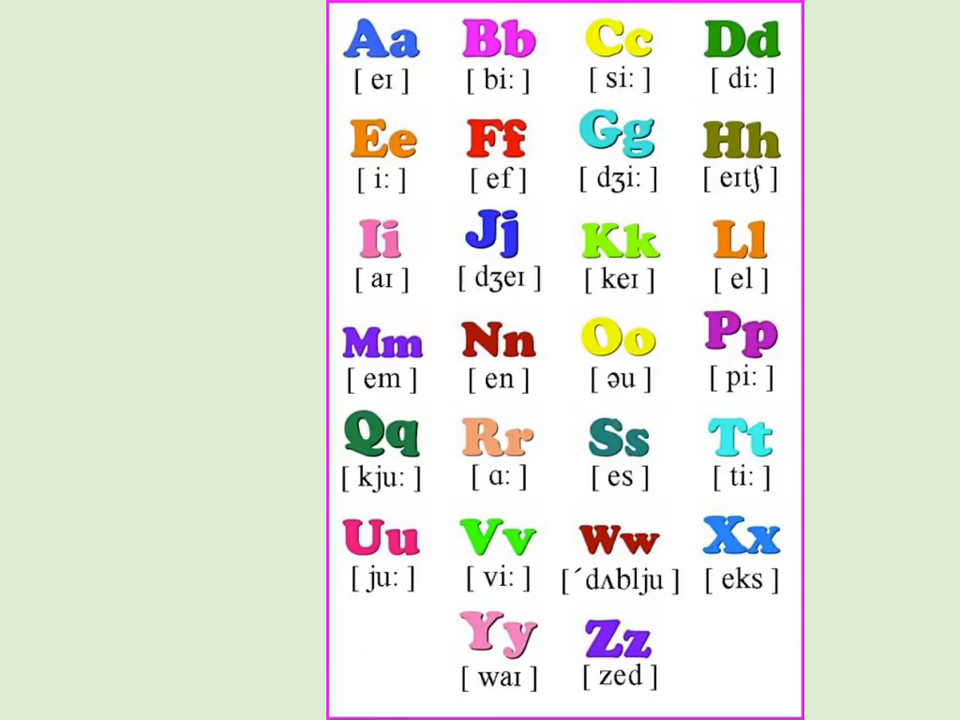 Aa Bb Cc Dd
[ eɪ ] [ bi: ] [ si: ] [ di: ]
Ee Ff Gg Hh
[ i: ] [ ef ] [ dʒi: ] [ eɪtʃ ]
Ii Jj Kk Ll
[ aɪ ] [ dʒeɪ ] [ keɪ ] [ el ]
Mm Nn Oo Pp
[ em ] [ en ] [ əu ] [ pi: ]
Qq Rr Ss Tt
[ kju: ] [ ɑ: ] [ es ] [ ti: ]
Uu Vv Ww Xx
[ ju: ] [ vi: ] [ ´dʌblju ] [ eks ]
Yy Zz
[ waɪ ] [ zed ]